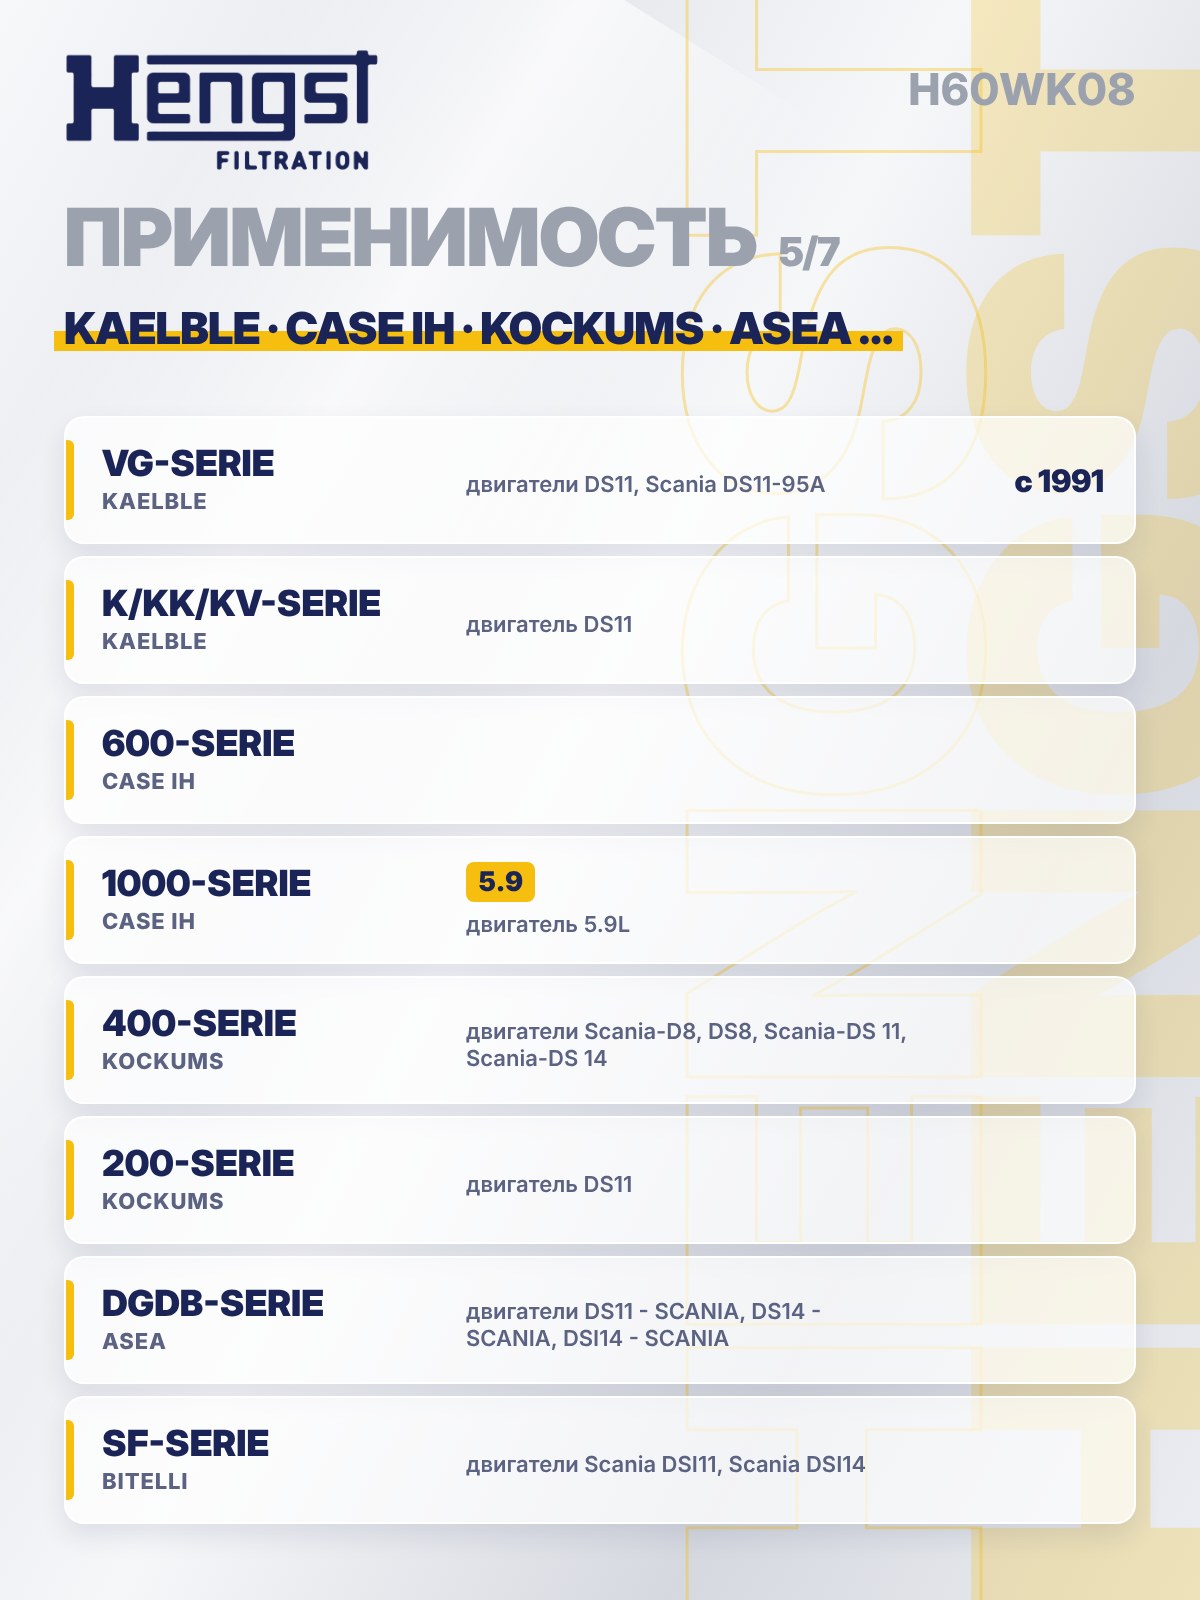 Hengst
FILTRATION
H60WK08
ПРИМЕНИМОСТЬ 5/7
KAELBLE · CASE IH · KOCKUMS · ASEA ...
VG-SERIE
KAELBLE
двигатели DS11, Scania DS11-95A
с 1991
K/KK/KV-SERIE
KAELBLE
двигатель DS11
600-SERIE
CASE IH
1000-SERIE
CASE IH
5.9
двигатель 5.9L
400-SERIE
KOCKUMS
двигатели Scania-D8, DS8, Scania-DS 11,
Scania-DS 14
200-SERIE
KOCKUMS
двигатель DS11
DGDB-SERIE
ASEA
двигатели DS11 - SCANIA, DS14 -
SCANIA, DSI14 - SCANIA
SF-SERIE
BITELLI
двигатели Scania DSI11, Scania DSI14
HENGST
HENGST